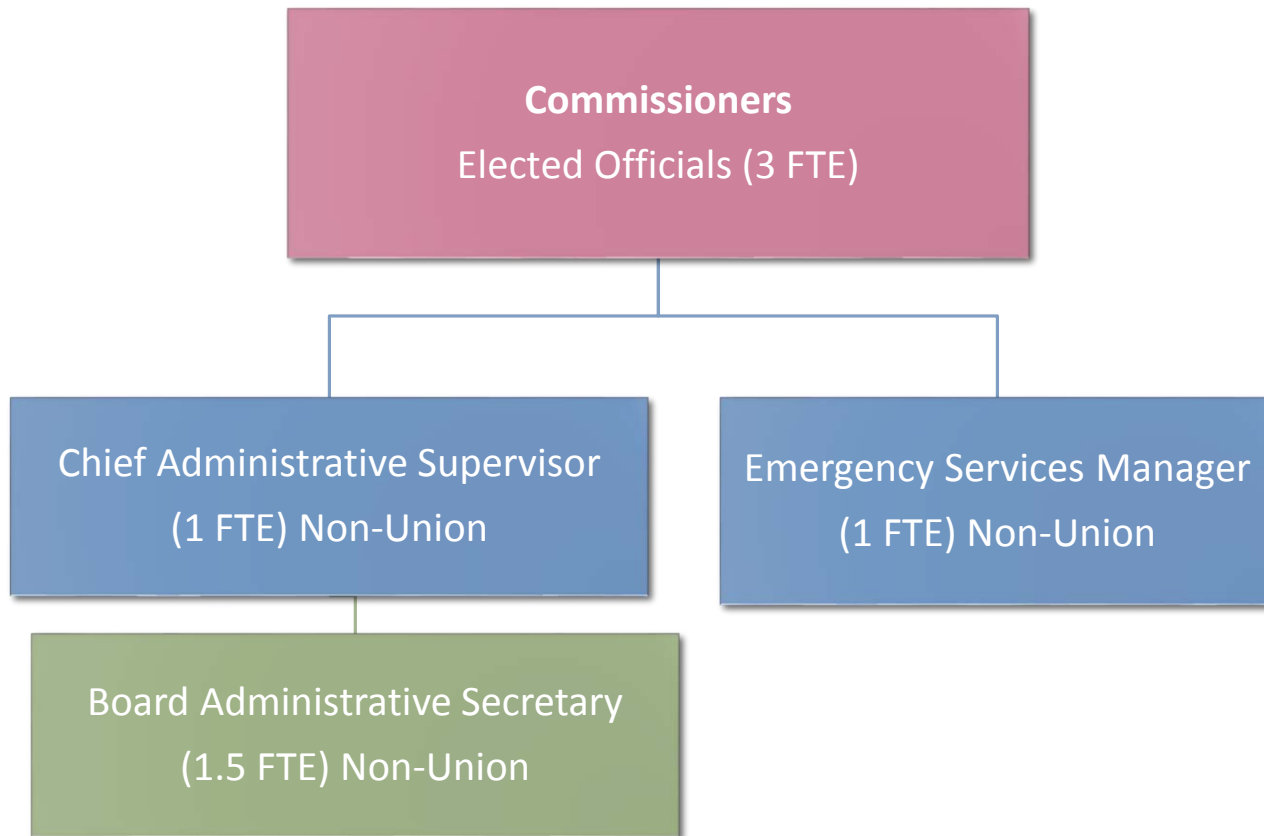 Commissioners
Elected Officials (3 FTE)
Chief Administrative Supervisor
(1 FTE) Non-Union
Emergency Services Manager
(1 FTE) Non-Union
Board Administrative Secretary
(1.5 FTE) Non-Union